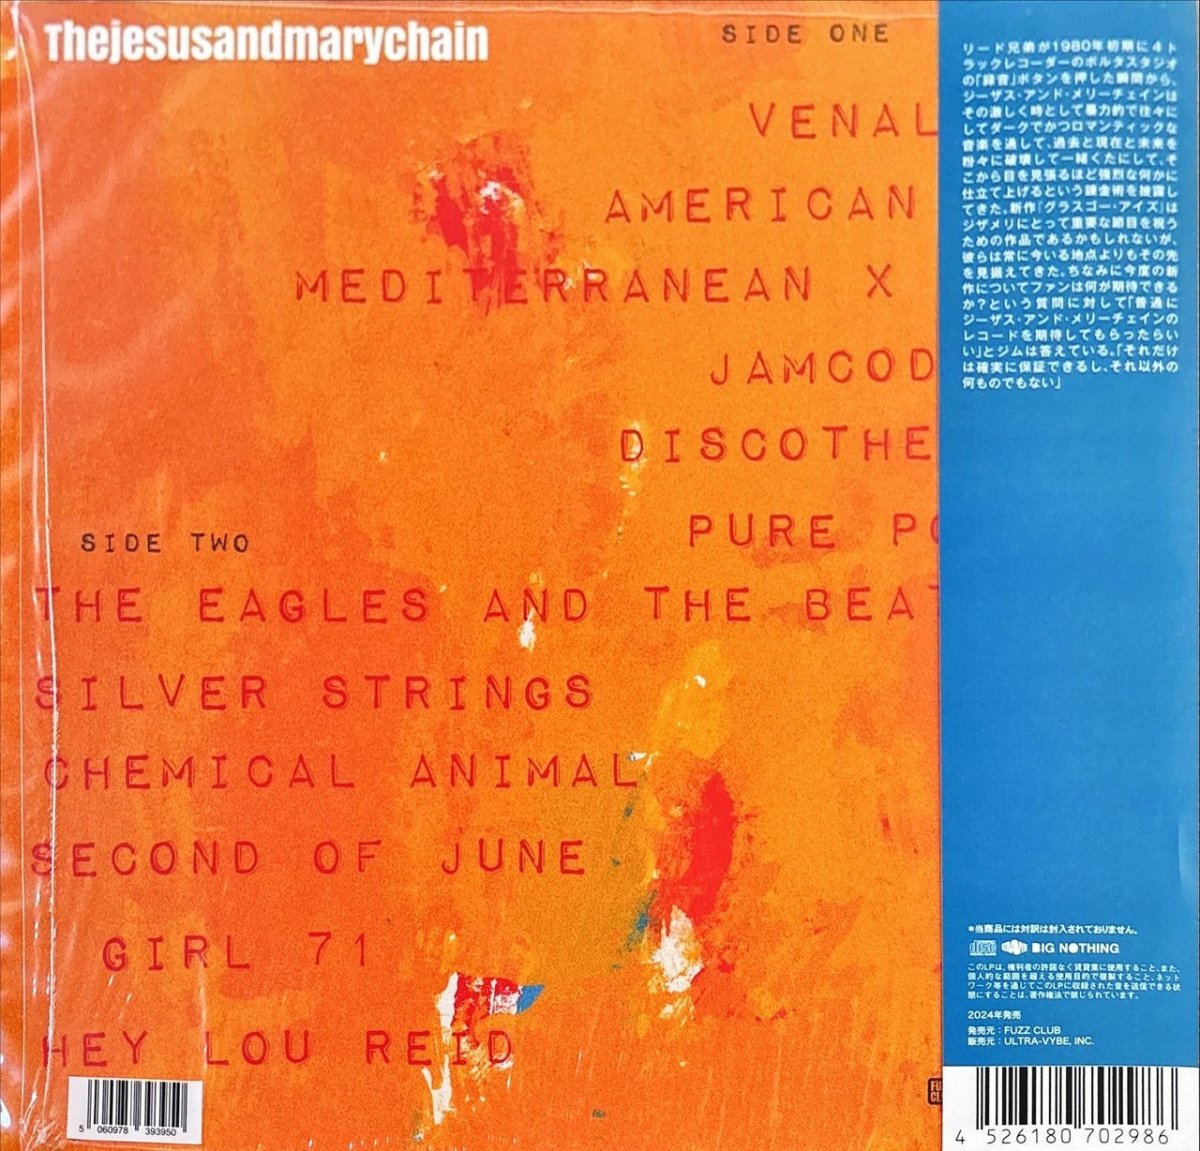 Thejesusandmarychain
SIDE ONE
VENAL
AMERICAN
MEDITERRANEAN X
JAMCOD
DISCOTHE
PURE PO
SIDE TWO
THE EAGLES AND THE BEAT
SILVER STRINGS
CHEMICAL ANIMAL
SECOND OF JUNE
GIRL 71
HEY LOU REID
5 060978 393950
リード兄弟が1980年初期に4ト
ラックレコーダーのポルタスタジオ
の「録音」ボタンを押した瞬間から、
ジーザス・アンド・メリーチェインは
その激しく時として暴力的で往々に
してダークでかつロマンティックな
音楽を通して、過去と現在と未来を
粉々に破壊して一緒くたにして、そ
こから目を見張るほど強烈な何かに
仕立て上げるという錬金術を披露し
てきた。新作『グラスゴー・アイズ』は
ジザメリにとって重要な節目を祝う
ための作品であるかもしれないが、
彼らは常に今いる地点よりもその先
を見据えてきた。ちなみに今度の新
作についてファンは何が期待できる
か?という質問に対して「普通に
ジーザス・アンド・メリーチェインの
レコードを期待してもらったらい
い」とジムは答えている。「それだけ
は確実に保証できるし、それ以外の
何ものでもない」
*当商品には対訳は封入されておりません。
BIG NOTHING
このLPは、権利者の許諾なく賃貸業に使用すること、また、
個人的な範囲を超える使用目的で複製すること、ネット
ワーク等を通じてこのLPに収録された音を送信できる状
態にすることは、著作権法で禁じられています。
2024年発売
発売元:FUZZ CLUB
販売元:ULTRA-VYBE, INC.
4 526180 702986